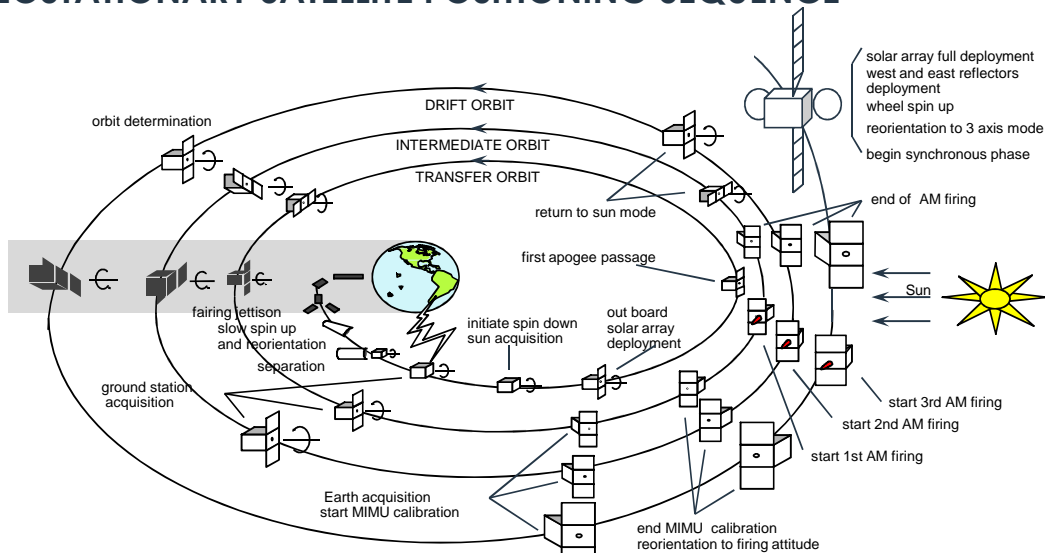 GEOSTATIONARY SATELLITE POSITIONING SEQUENCE
solar array full deployment
west and east reflectors
deployment
wheel spin up
reorientation to 3 axis mode
begin synchronous phase
DRIFT ORBIT
orbit determination
INTERMEDIATE ORBIT
TRANSFER ORBIT
return to sun mode
end of AM firing
first apogee passage
Sun
fairing jettison
slow spin up
and reorientation
separation
initiate spin down
sun acquisition
out board
solar array
deployment
ground station
acquisition
start 3rd AM firing
start 2nd AM firing
start 1st AM firing
Earth acquisition
start MIMU calibration
end MIMU calibration
reorientation to firing attitude